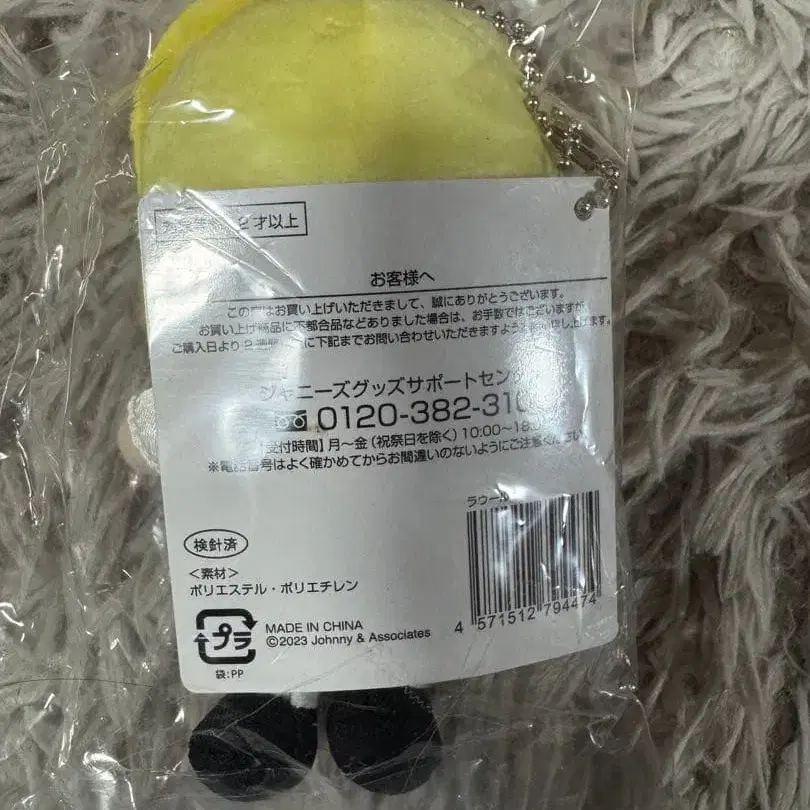 ２才以上
お客様へ
この度はお買い上げいただきまして、誠にありがとうございます。
お買い上げ商品に不都合品などありました場合は、お手数ではございますが
ご購入日より２週間 に下記までお問い合わせいただきますよう し上げます。
ジャニーズグッズサポートセン
0120-382-31
受付時間】月〜金（祝祭日を除く）10:00〜18:
※電話番号はよく確かめてからお間違いのないようにご注意ください
ラウール
検針済
＜素材＞
ポリエステル・ポリエチレン
4 571512 794474
プラ
MADE IN CHINA
©2023 Johnny & Associates
袋:PP